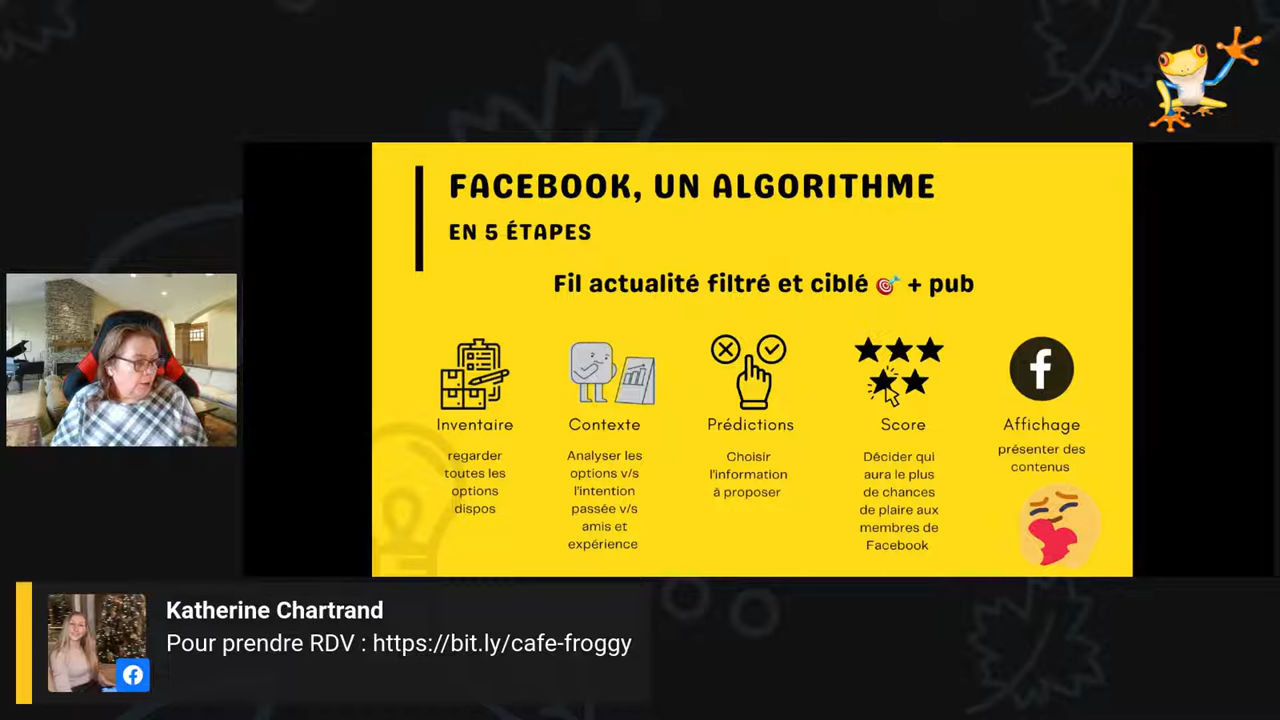 FACEBOOK, UN ALGORITHME
EN 5 ÉTAPES
Fil actualité filtré et ciblé 🎯 + pub
Inventaire
regarder
toutes les
options
dispos
Contexte
Analyser les
options v/s
l'intention
passée v/s
amis et
expérience
Prédictions
Choisir
l'information
à proposer
Score
Décider qui
aura le plus
de chances
de plaire aux
membres de
Facebook
Affichage
présenter des
contenus
Katherine Chartrand
Pour prendre RDV : https://bit.ly/cafe-froggy